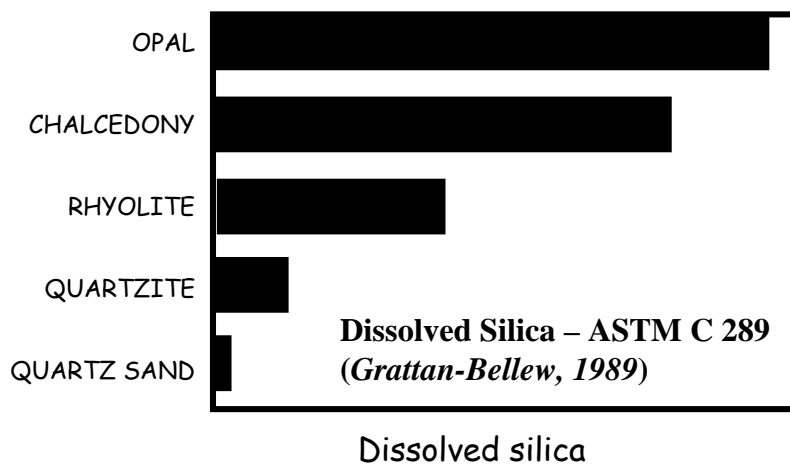 OPAL
CHALCEDONY
RHYOLITE
QUARTZITE
QUARTZ SAND
Dissolved Silica – ASTM C 289
(Grattan-Bellew, 1989)
Dissolved silica